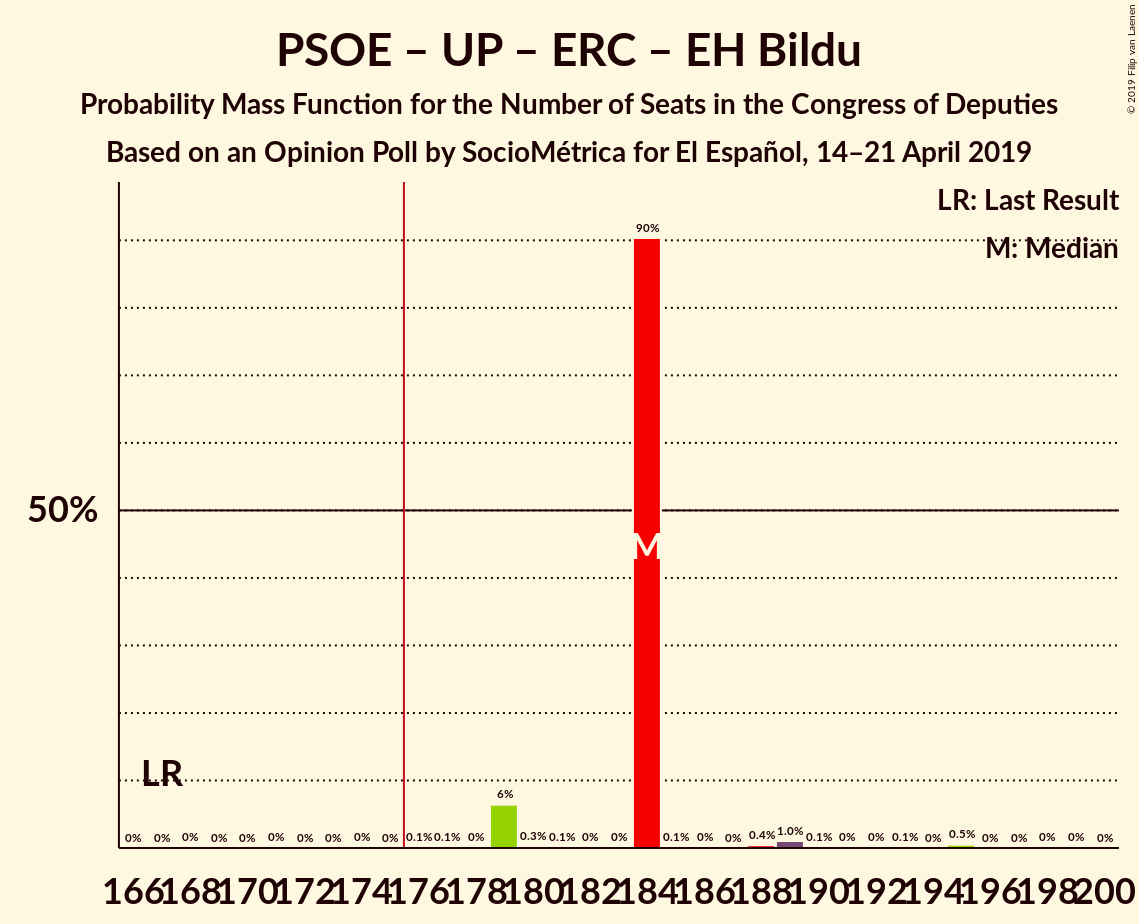 PSOE – UP – ERC – EH Bildu
Probability Mass Function for the Number of Seats in the Congress of Deputies
Based on an Opinion Poll by SocioMétrica for El Español, 14–21 April 2019
© 2019 Filip van Laenen
LR: Last Result
M: Median
90%
50%
M
LR
6%
0% 0% 0% 0% 0% 0% 0% 0% 0% 0% 0.1% 0.1% 0% 0.3% 0.1% 0% 0% 0.1% 0% 0% 0.4% 1.0% 0.1% 0% 0% 0.1% 0% 0.5% 0% 0% 0% 0% 0%
166 168 170 172 174 176 178 180 182 184 186 188 190 192 194 196 198 200